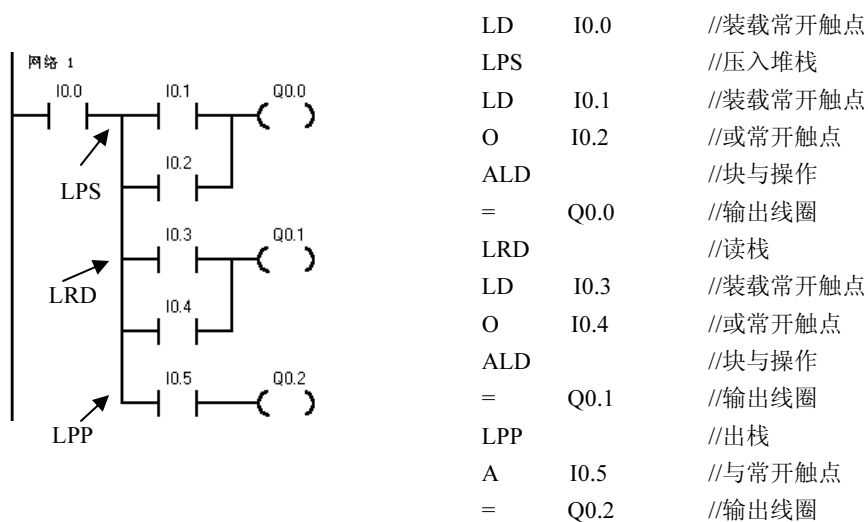 网络 1
I0.0 I0.1 Q0.0
I0.2
LPS
I0.3 Q0.1
LRD
I0.4
I0.5 Q0.2
LPP
LD I0.0 //装载常开触点
LPS //压入堆栈
LD I0.1 //装载常开触点
O I0.2 //或常开触点
ALD //块与操作
= Q0.0 //输出线圈
LRD //读栈
LD I0.3 //装载常开触点
O I0.4 //或常开触点
ALD //块与操作
= Q0.1 //输出线圈
LPP //出栈
A I0.5 //与常开触点
= Q0.2 //输出线圈